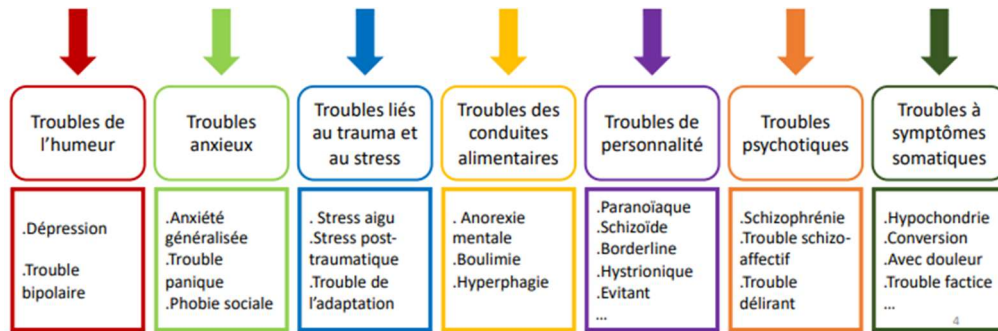 Troubles de
l'humeur
Troubles
anxieux
Troubles liés
au trauma et
au stress
Troubles des
conduites
alimentaires
Troubles de
personnalité
Troubles
psychotiques
Troubles à
symptômes
somatiques
.Dépression
.Trouble
bipolaire
.Anxiété
généralisée
.Trouble
panique
.Phobie sociale
. Stress aigu
.Stress post-
traumatique
.Trouble de
l'adaptation
. Anorexie
mentale
.Boulimie
.Hyperphagie
.Paranoïaque
.Schizoïde
.Borderline
.Hystrionique
.Evitant
...
.Schizophrénie
.Trouble schizo-
affectif
.Trouble
délirant
.Hypochondrie
.Conversion
.Avec douleur
.Trouble factice
...
4